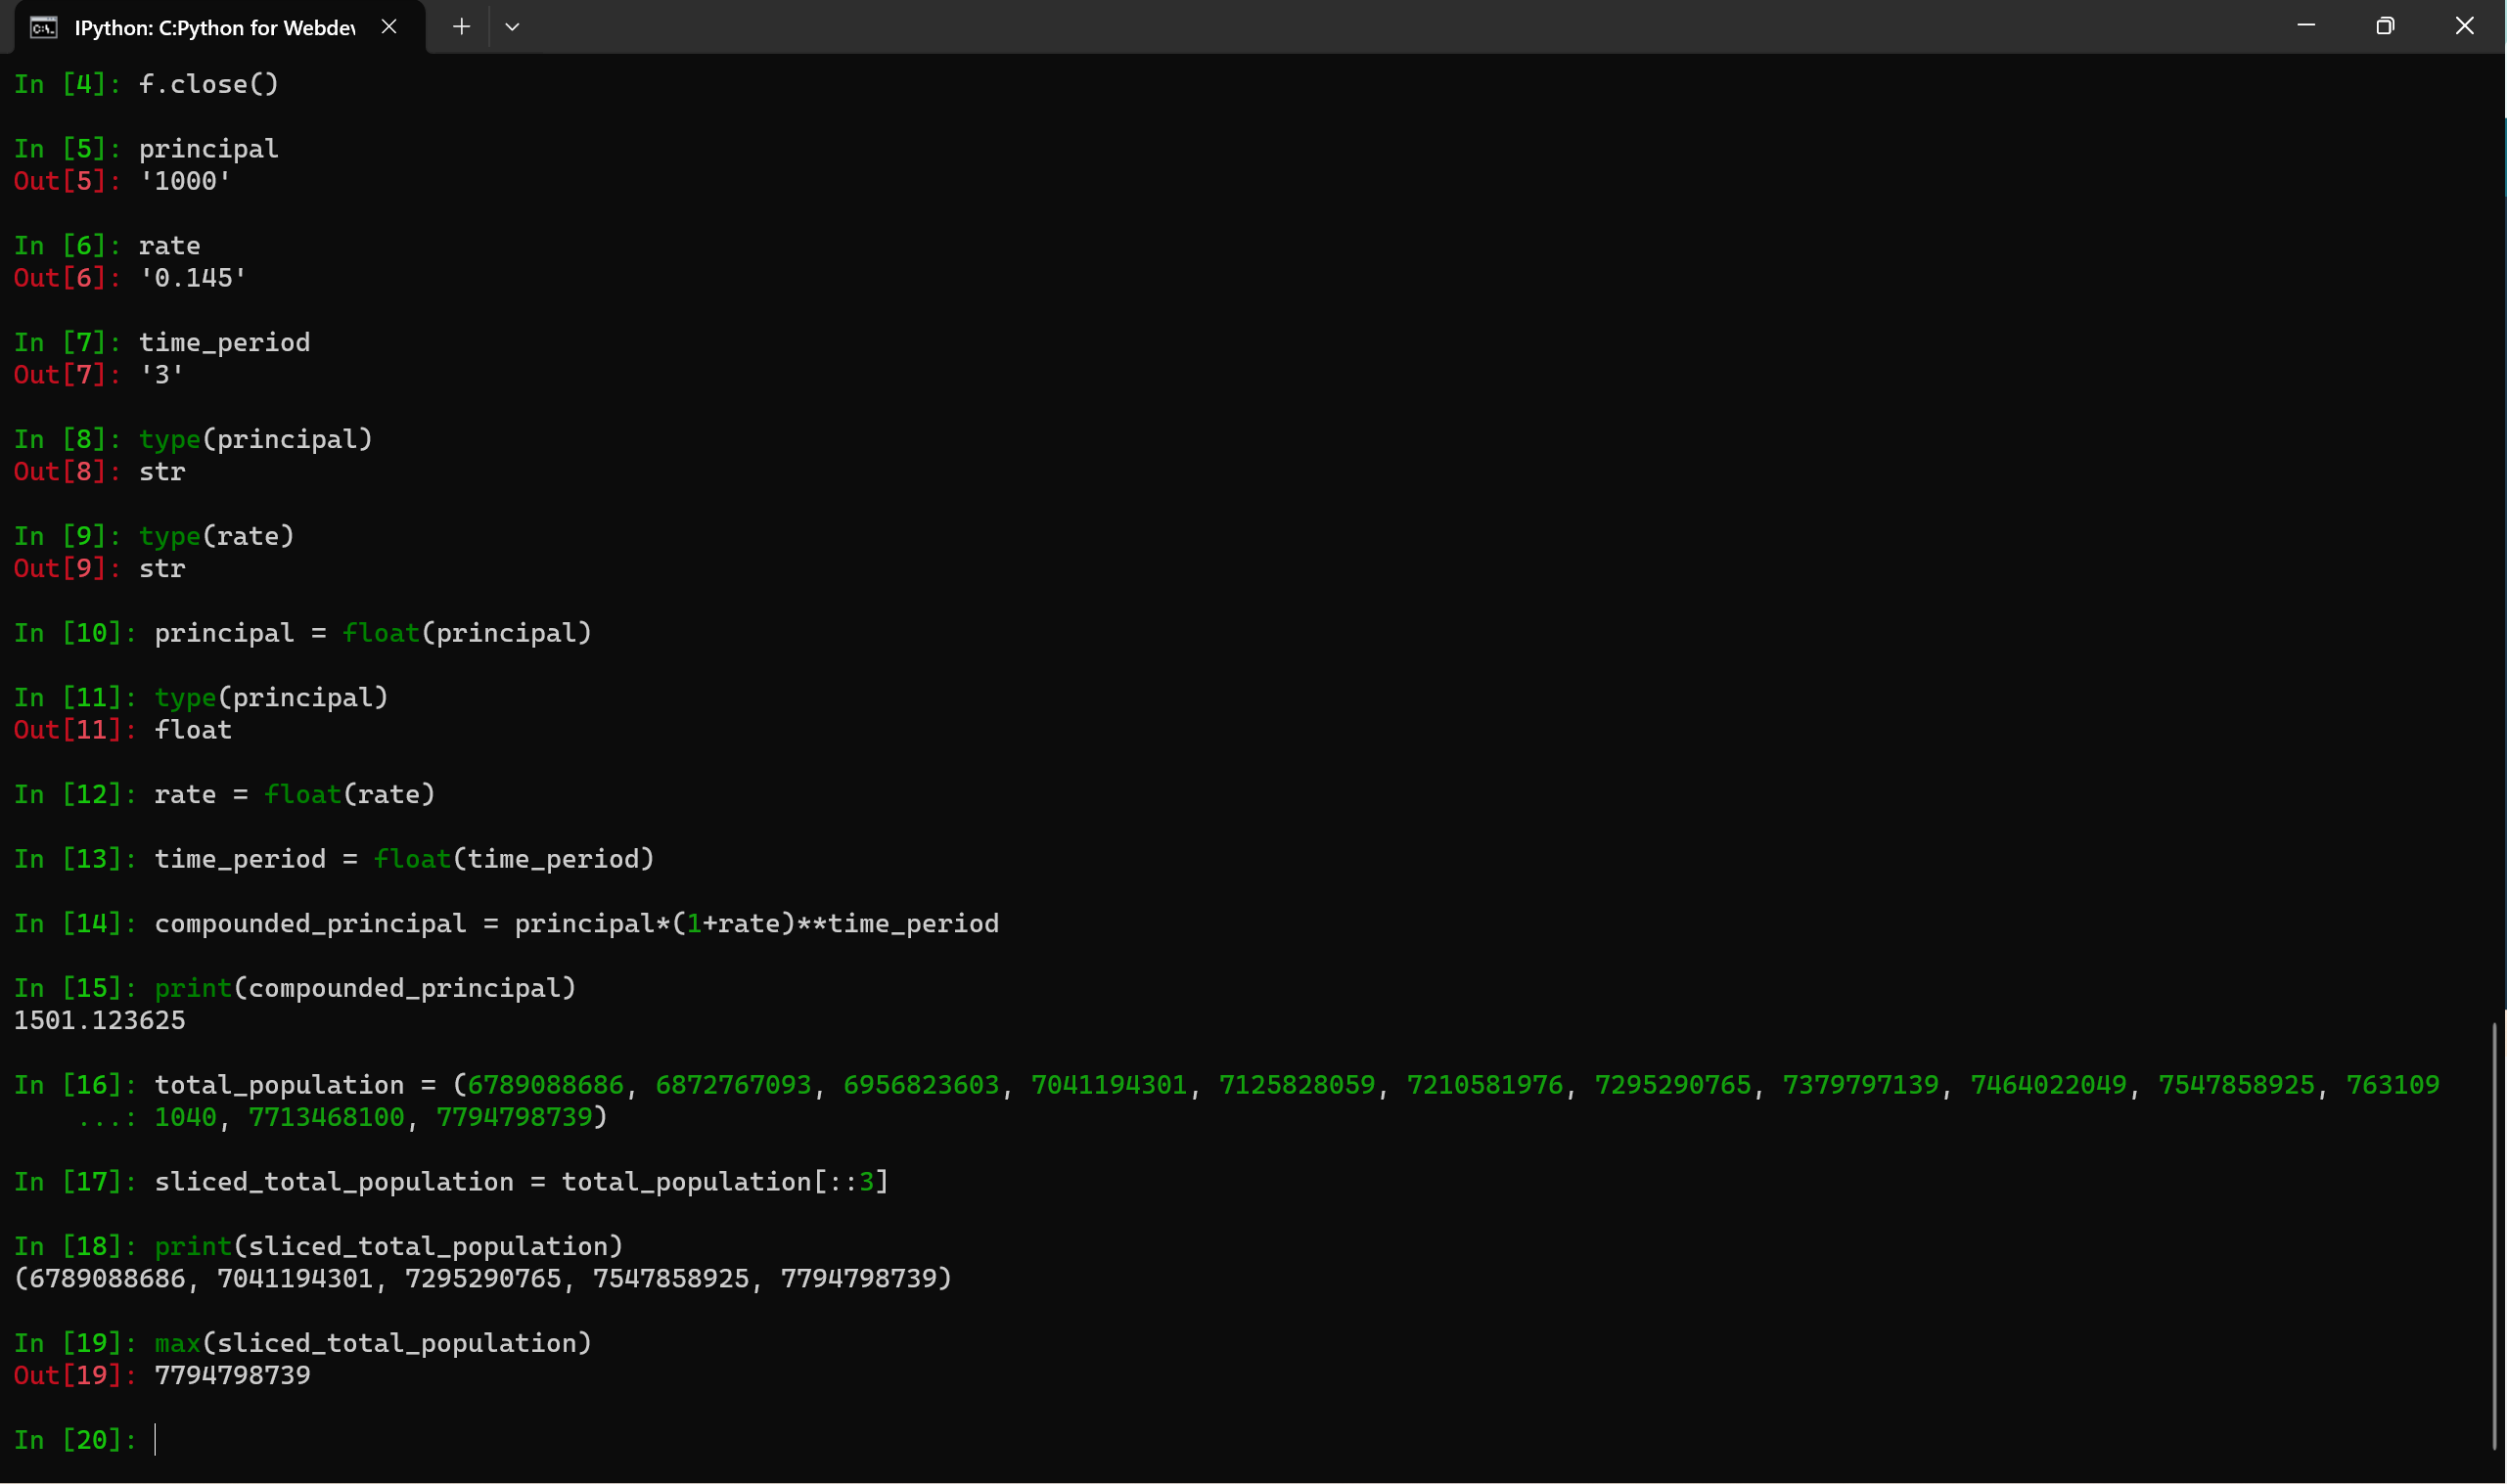 IPython: C:Python for Webdev
In [4]: f.close()
In [5]: principal
Out[5]: '1000'
In [6]: rate
Out[6]: '0.145'
In [7]: time_period
Out[7]: '3'
In [8]: type(principal)
Out[8]: str
In [9]: type(rate)
Out[9]: str
In [10]: principal = float(principal)
In [11]: type(principal)
Out[11]: float
In [12]: rate = float(rate)
In [13]: time_period = float(time_period)
In [14]: compounded_principal = principal*(1+rate)**time_period
In [15]: print(compounded_principal)
1501.123625
In [16]: total_population = (6789088686, 6872767093, 6956823603, 7041194301, 7125828059, 7210581976, 7295290765, 7379797139, 7464022049, 7547858925, 763109
...: 1040, 7713468100, 7794798739)
In [17]: sliced_total_population = total_population[::3]
In [18]: print(sliced_total_population)
(6789088686, 7041194301, 7295290765, 7547858925, 7794798739)
In [19]: max(sliced_total_population)
Out[19]: 7794798739
In [20]: